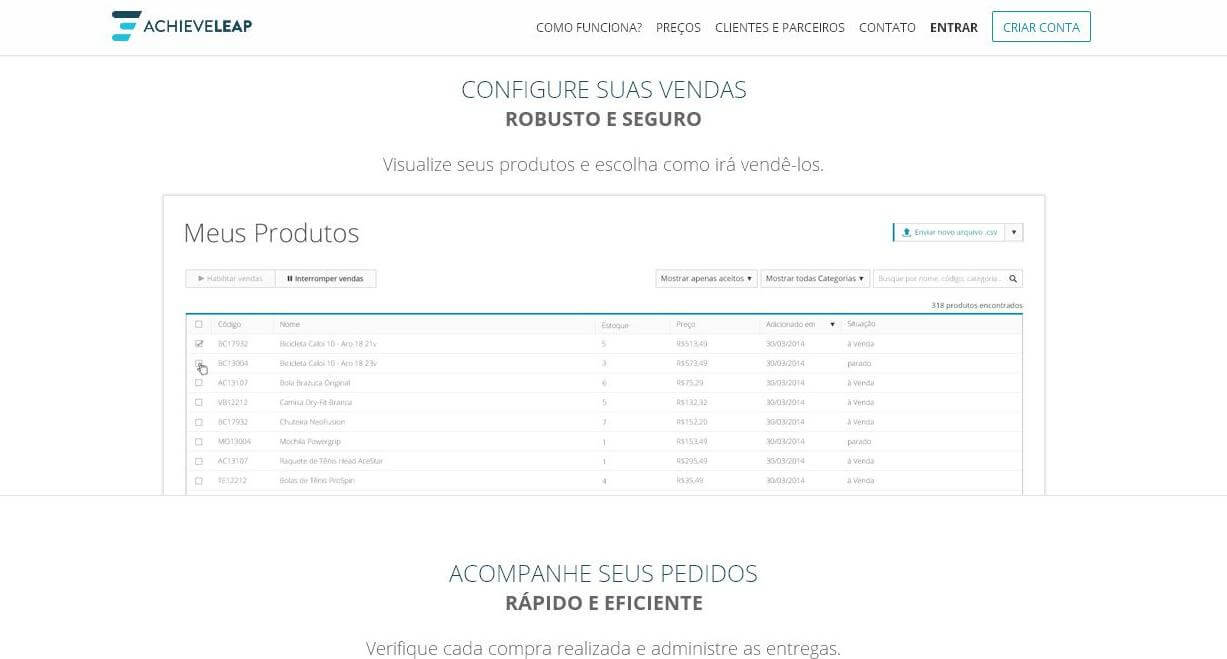 ACHIEVELEAP
COMO FUNCIONA? PREÇOS CLIENTES E PARCEIROS CONTATO ENTRAR CRIAR CONTA
CONFIGURE SUAS VENDAS
ROBUSTO E SEGURO
Visualize seus produtos e escolha como irá vendê-los.
Meus Produtos
Enviar novo arquivo .csv
Habilitar vendas Interromper vendas Mostrar apenas aceitos Mostrar todas Categorias Busque por nome, código, categoria...
318 produtos encontrados
Código Nome Estoque Preço Adicionado em Situação
BC17932 Bicicleta Caloi 10 - Aro 18 21v 5 R$513,49 30/03/2014 à Venda
BC13004 Bicicleta Caloi 10 - Aro 18 23v 3 R$573,49 30/03/2014 parado
AC13107 Bola Brazuca Original 6 R$75,29 30/03/2014 à Venda
VB12212 Camisa Dry-Fit Branca 5 R$132,32 30/03/2014 à Venda
BC17932 Chuteira NeoFusion 7 R$152,20 30/03/2014 à Venda
MO13004 Mochila Powergrip 1 R$153,49 30/03/2014 parado
AC13107 Raquete de Tênis Head AceStar 1 R$295,49 30/03/2014 à Venda
TE12212 Bolas de Tênis ProSpin 4 R$35,49 30/03/2014 à Venda
ACOMPANHE SEUS PEDIDOS
RÁPIDO E EFICIENTE
Verifique cada compra realizada e administre as entregas.